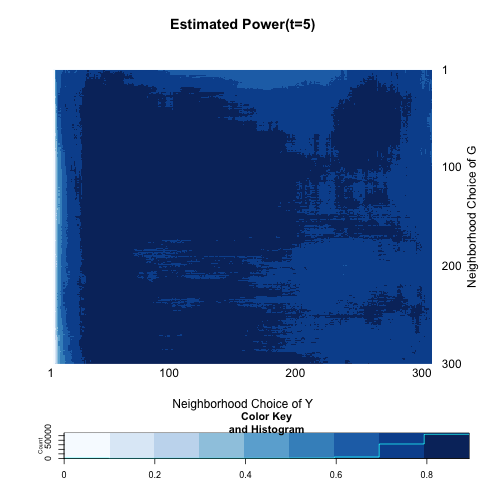 Estimated Power(t=5)
1
100
200
300
Neighborhood Choice of G
1 100 200 300
Neighborhood Choice of Y
Color Key
and Histogram
Count
0 50000
0 0.2 0.4 0.6 0.8